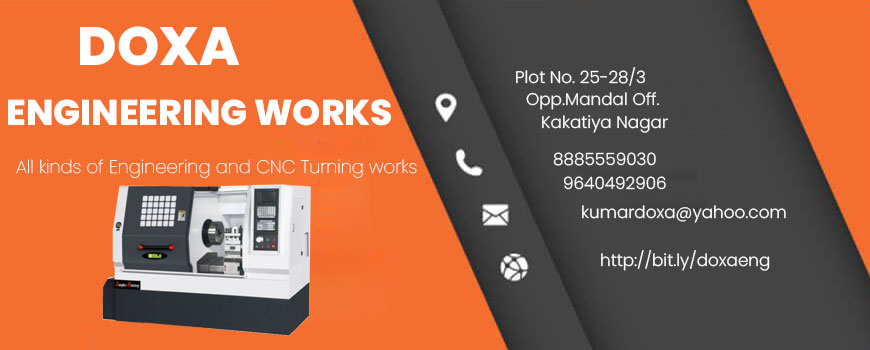 DOXA
ENGINEERING WORKS
All kinds of Engineering and CNC Turning works
Plot No. 25-28/3
Opp.Mandal Off.
Kakatiya Nagar
8885559030
9640492906
kumardoxa@yahoo.com
http://bit.ly/doxaeng